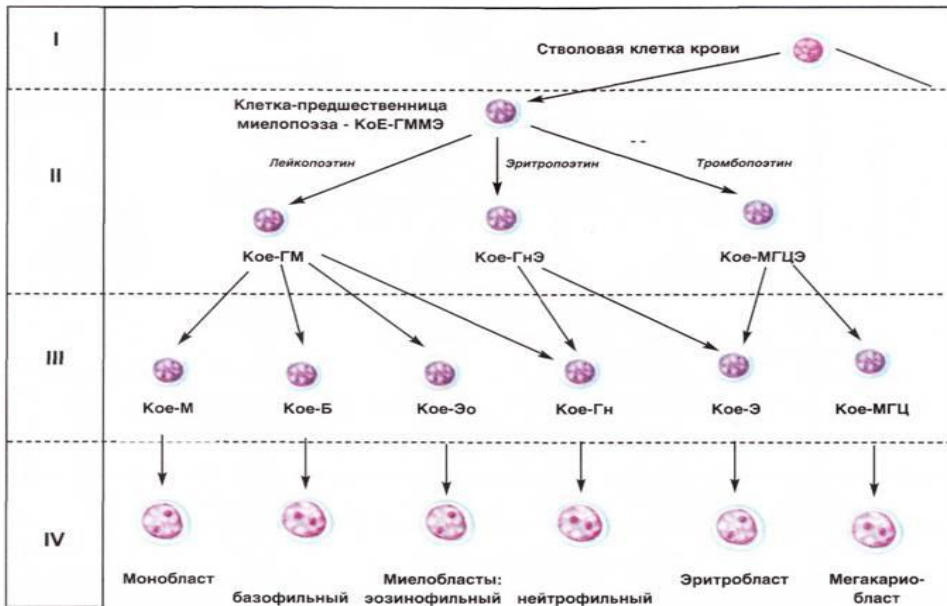 I
Стволовая клетка крови
Клетка-предшественница
миелопоэза - КоЕ-ГММЭ
II
Лейкопоэтин
Эритропоэтин
Тромбопоэтин
Кое-ГМ
Кое-ГнЭ
Кое-МГЦЭ
III
Кое-М
Кое-Б
Кое-Эо
Кое-Гн
Кое-Э
Кое-МГЦ
IV
Монобласт
Миелобласты:
базофильный эозинофильный нейтрофильный
Эритробласт
Мегакарио-
бласт